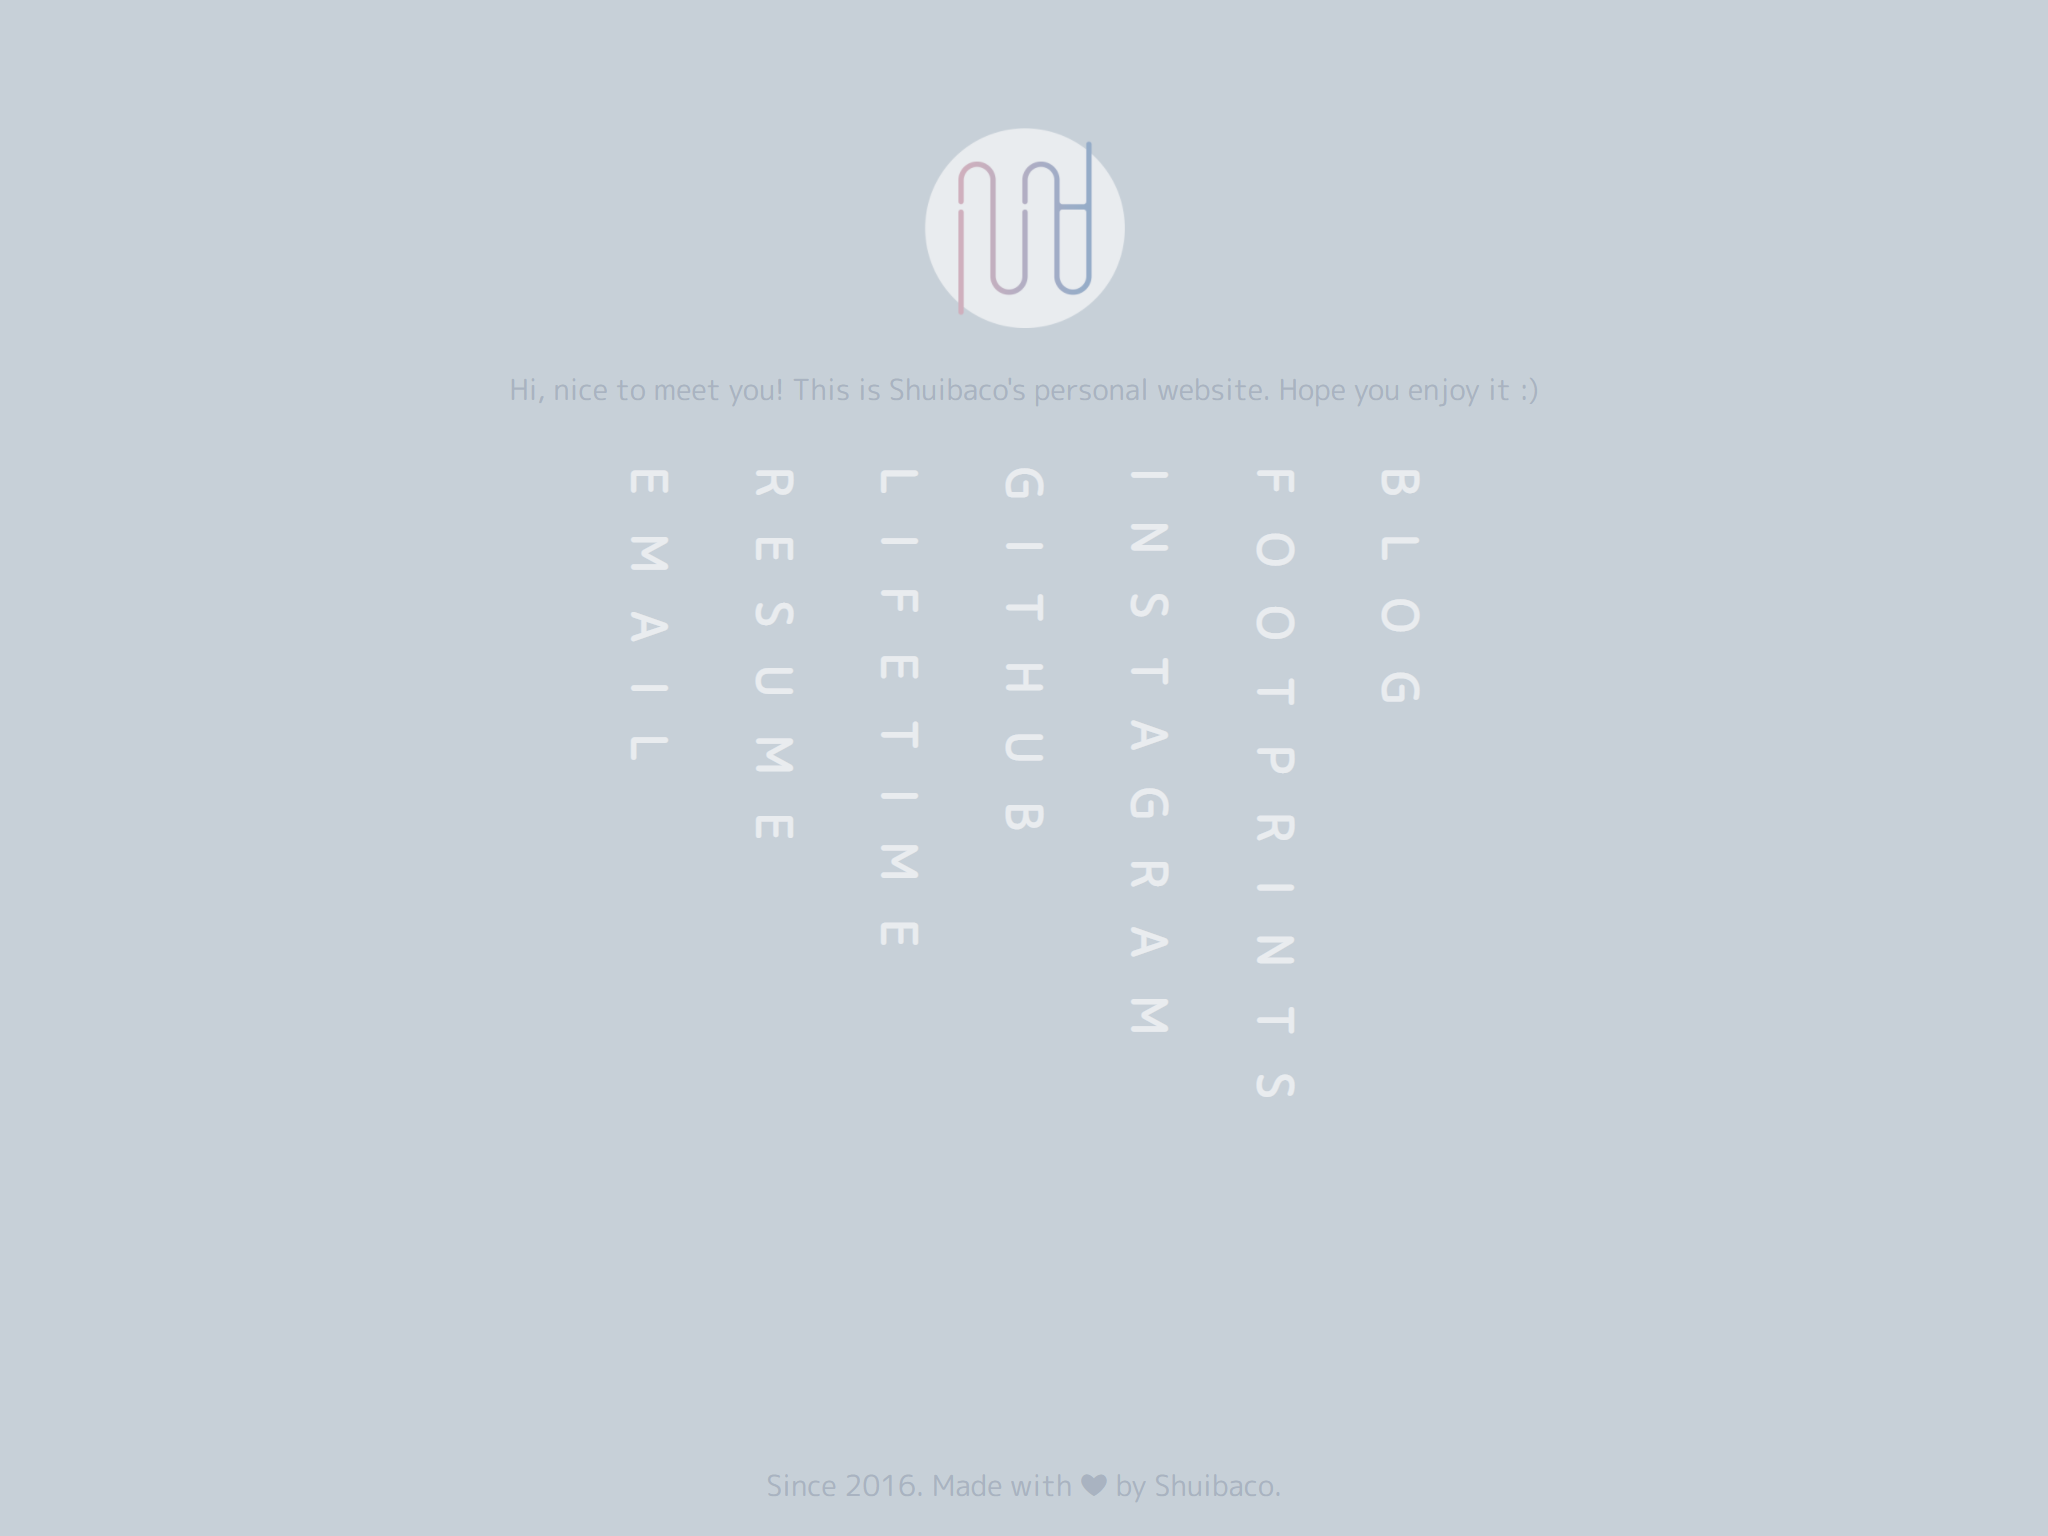 Hi, nice to meet you! This is Shuibaco's personal website. Hope you enjoy it :)
BLOG
FOOTPRINTS
INSTAGRAM
GITHUB
LIFETIME
RESUME
EMAIL
Since 2016. Made with ♥ by Shuibaco.